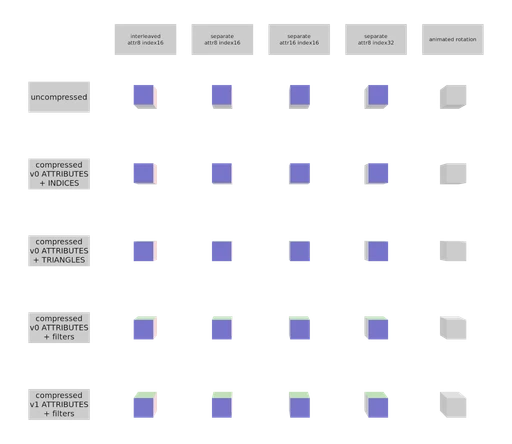 interleaved
attr8 index16
separate
attr8 index16
separate
attr16 index16
separate
attr8 index32
animated rotation
uncompressed
compressed
v0 ATTRIBUTES
+ INDICES
compressed
v0 ATTRIBUTES
+ TRIANGLES
compressed
v0 ATTRIBUTES
+ filters
compressed
v1 ATTRIBUTES
+ filters